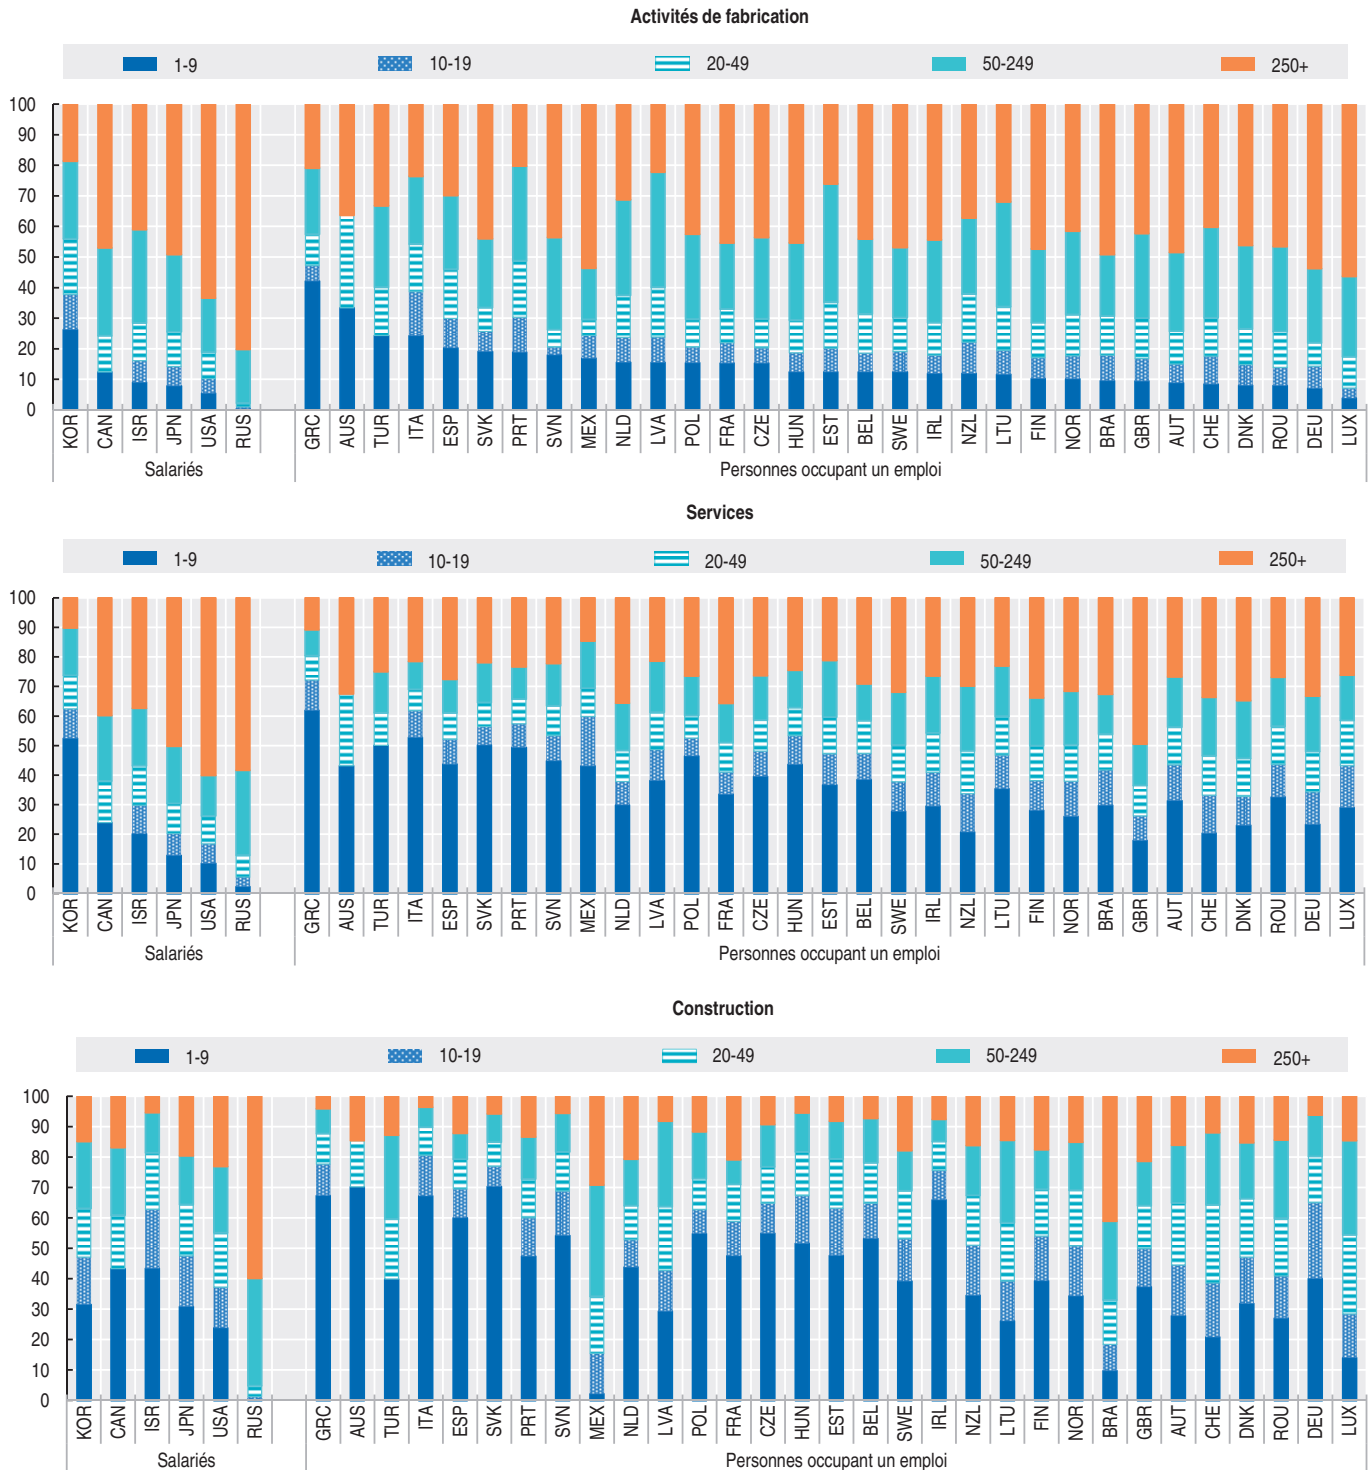 Activités de fabrication
1-9 10-19 20-49 50-249 250+
100
90
80
70
60
50
40
30
20
10
0
KOR CAN ISR JPN USA RUS GRC AUS TUR ITA ESP SVK PRT SVN MEX NLD LVA POL FRA CZE HUN EST BEL SWE IRL NZL LTU FIN NOR BRA GBR AUT CHE DNK ROU DEU LUX
Salariés Personnes occupant un emploi
Services
1-9 10-19 20-49 50-249 250+
100
90
80
70
60
50
40
30
20
10
0
KOR CAN ISR JPN USA RUS GRC AUS TUR ITA ESP SVK PRT SVN MEX NLD LVA POL FRA CZE HUN EST BEL SWE IRL NZL LTU FIN NOR BRA GBR AUT CHE DNK ROU DEU LUX
Salariés Personnes occupant un emploi
Construction
1-9 10-19 20-49 50-249 250+
100
90
80
70
60
50
40
30
20
10
0
KOR CAN ISR JPN USA RUS GRC AUS TUR ITA ESP SVK PRT SVN MEX NLD LVA POL FRA CZE HUN EST BEL SWE IRL NZL LTU FIN NOR BRA GBR AUT CHE DNK ROU DEU LUX
Salariés Personnes occupant un emploi